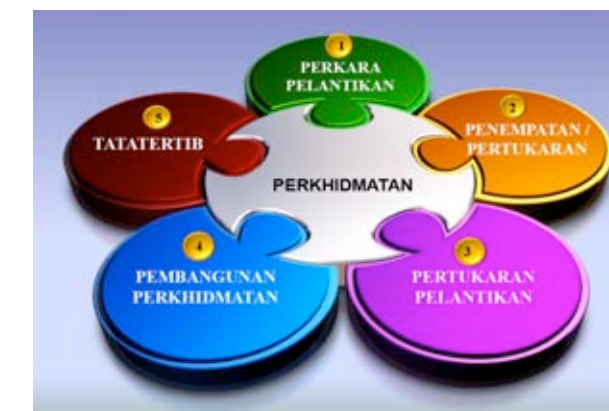 1
PERKARA
PELANTIKAN
2
PENEMPATAN /
PERTUKARAN
3
PERTUKARAN
PELANTIKAN
4
PEMBANGUNAN
PERKHIDMATAN
5
TATATERTIB
PERKHIDMATAN